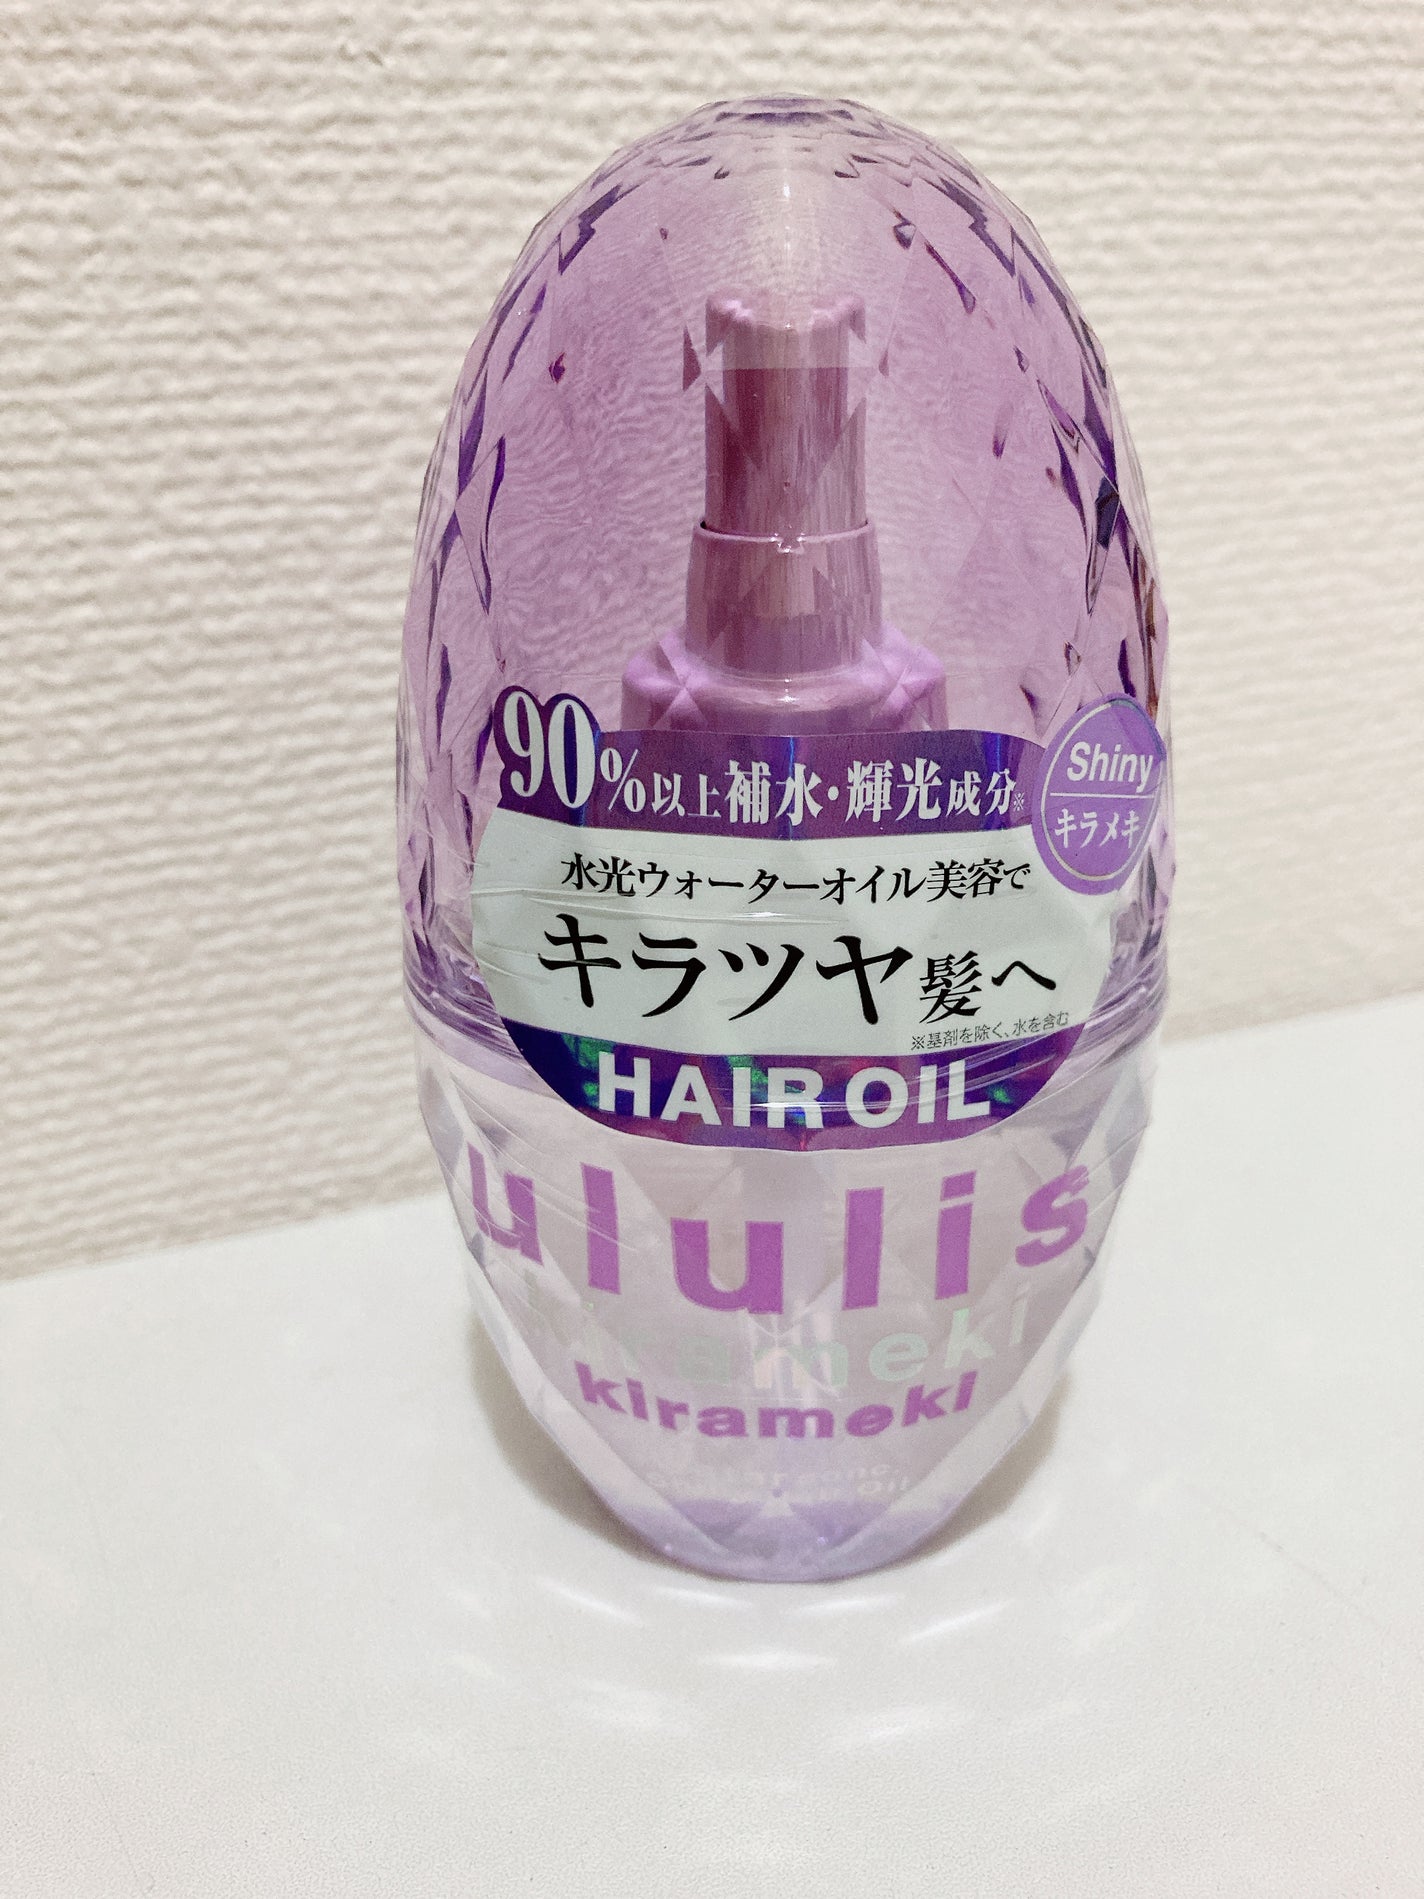 90%以上補水・輝光成分※
Shiny
キラメキ
水光ウォーターオイル美容で
キラツヤ髪へ
※基剤を除く、水を含む
HAIR OIL
ululis
kirameki
kirameki